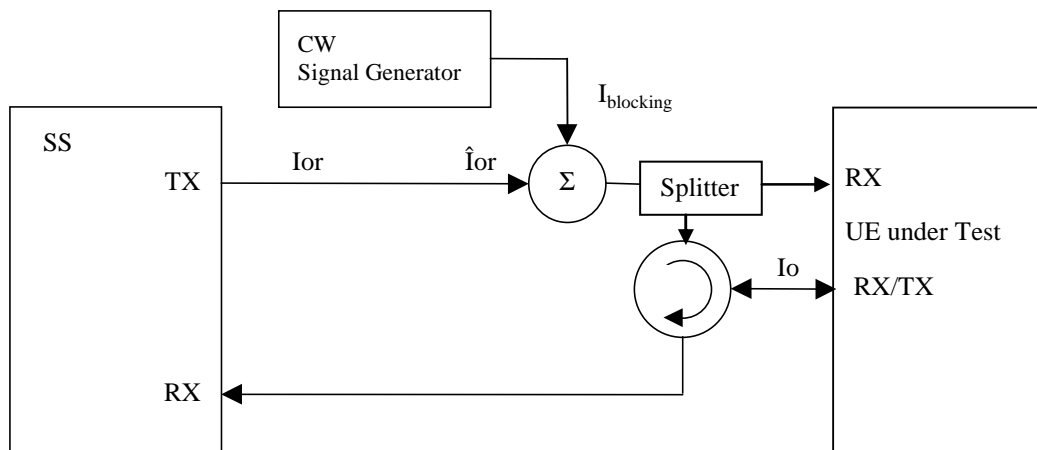 CW
Signal Generator
I_blocking
SS
TX
Ior
Îor
Σ
Splitter
RX
UE under Test
Io
RX/TX
RX